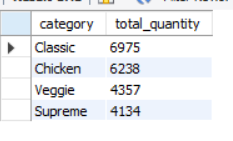 category total_quantity
Classic 6975
Chicken 6238
Veggie 4357
Supreme 4134